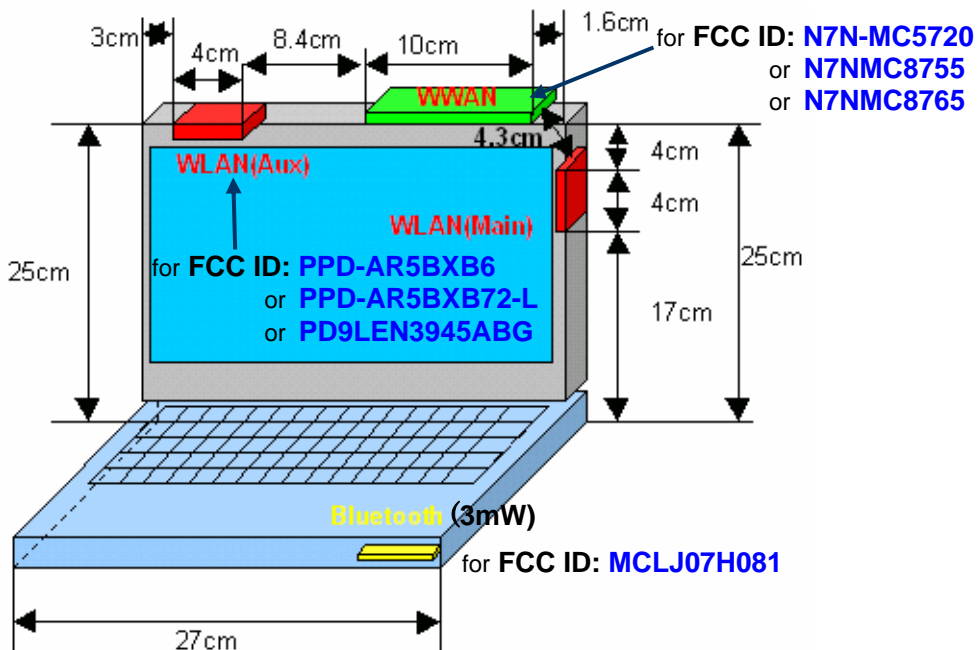 3cm
4cm
8.4cm
10cm
1.6cm
for FCC ID: N7N-MC5720
or N7NMC8755
or N7NMC8765
WWAN
4.3cm
4cm
WLAN(Aux)
4cm
WLAN(Main)
25cm
for FCC ID: PPD-AR5BXB6
or PPD-AR5BXB72-L
or PD9LEN3945ABG
17cm
25cm
Bluetooth (3mW)
for FCC ID: MCLJ07H081
27cm